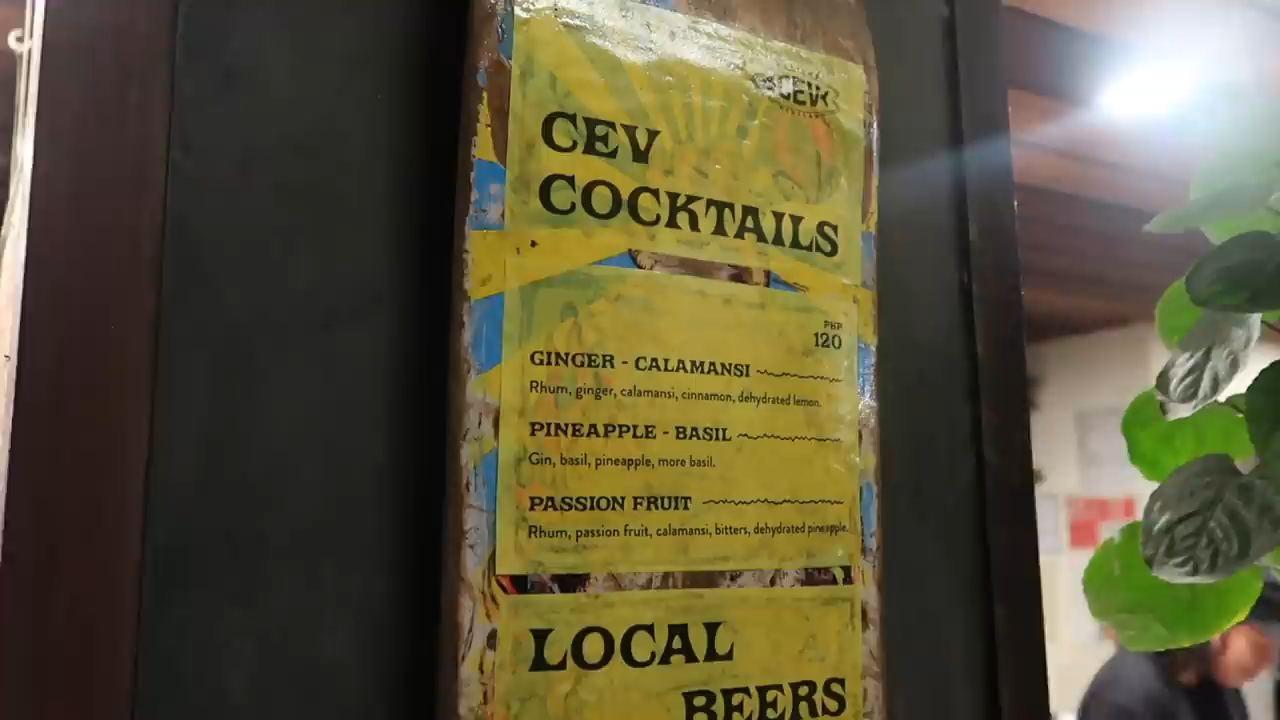 CEV
CEV
COCKTAILS
PHP
120
GINGER - CALAMANSI
Rhum, ginger, calamansi, cinnamon, dehydrated lemon.
PINEAPPLE - BASIL
Gin, basil, pineapple, more basil.
PASSION FRUIT
Rhum, passion fruit, calamansi, bitters, dehydrated pineapple.
LOCAL
BEERS